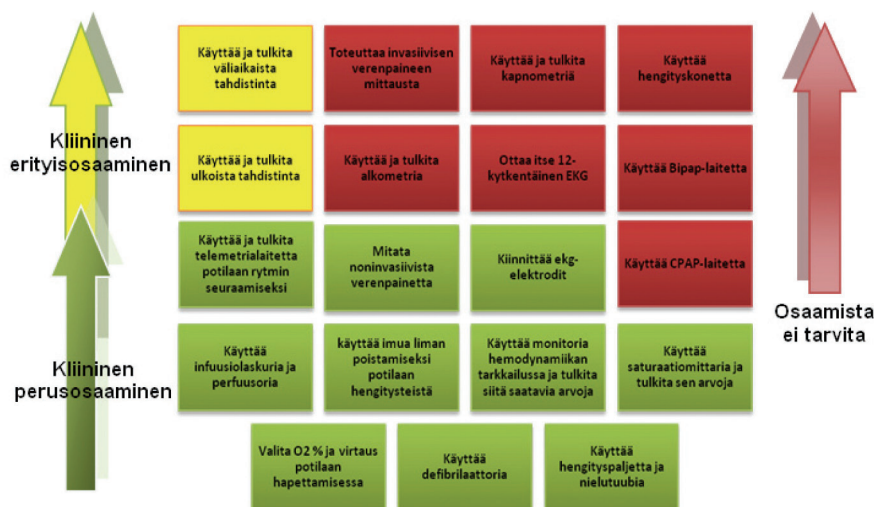 Kliininen
erityisosaaminen
Kliininen
perusosaaminen
Käyttää ja tulkita
väliaikaista
tahdistinta
Toteuttaa invasiivisen
verenpaineen
mittausta
Käyttää ja tulkita
kapnometriä
Käyttää
hengityskonetta
Käyttää ja tulkita
ulkoista tahdistinta
Käyttää ja tulkita
alkometria
Ottaa itse 12-
kytkentäinen EKG
Käyttää Bipap-laitetta
Käyttää ja tulkita
telemetrialaitetta
potilaan rytmin
seuraamiseksi
Mitata
noninvasiivista
verenpainetta
Kiinnittää ekg-
elektrodit
Käyttää CPAP-laitetta
Käyttää
infuusiolaskuria ja
perfuusoria
käyttää imua liman
poistamiseksi
potilaan
hengitysteistä
Käyttää monitoria
hemodynamiikan
tarkkailussa ja tulkita
siitä saatavia arvoja
Käyttää
saturaatiomittaria ja
tulkita sen arvoja
Valita O2 % ja virtaus
potilaan
hapettamisessa
Käyttää
defibrilaattoria
Käyttää
hengityspaljetta ja
nielutuubia
Osaamista
ei tarvita